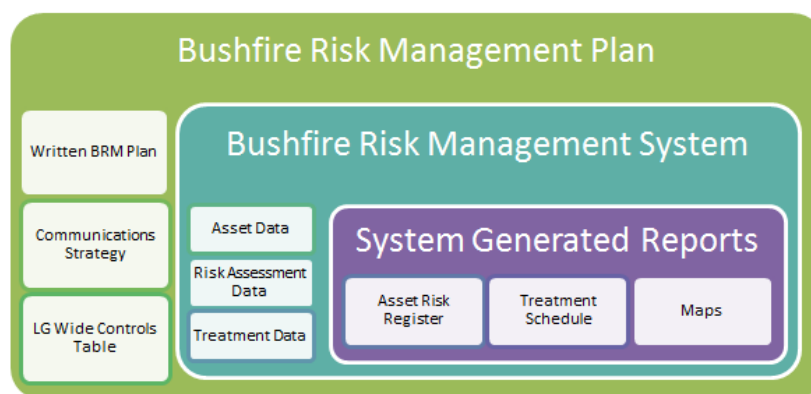 Bushfire Risk Management Plan
Written BRM Plan
Communications
Strategy
LG Wide Controls
Table
Bushfire Risk Management System
Asset Data
Risk Assessment
Data
Treatment Data
System Generated Reports
Asset Risk
Register
Treatment
Schedule
Maps